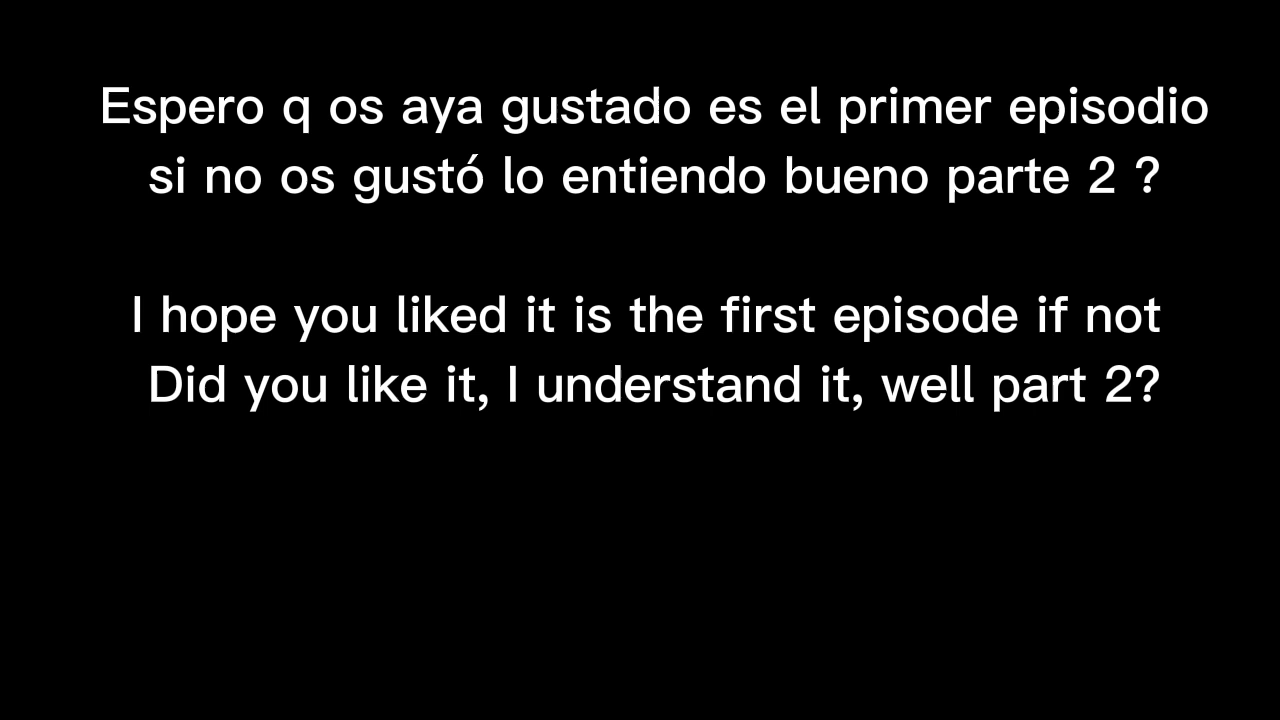 Espero q os aya gustado es el primer episodio
si no os gustó lo entiendo bueno parte 2 ?
I hope you liked it is the first episode if not
Did you like it, I understand it, well part 2?